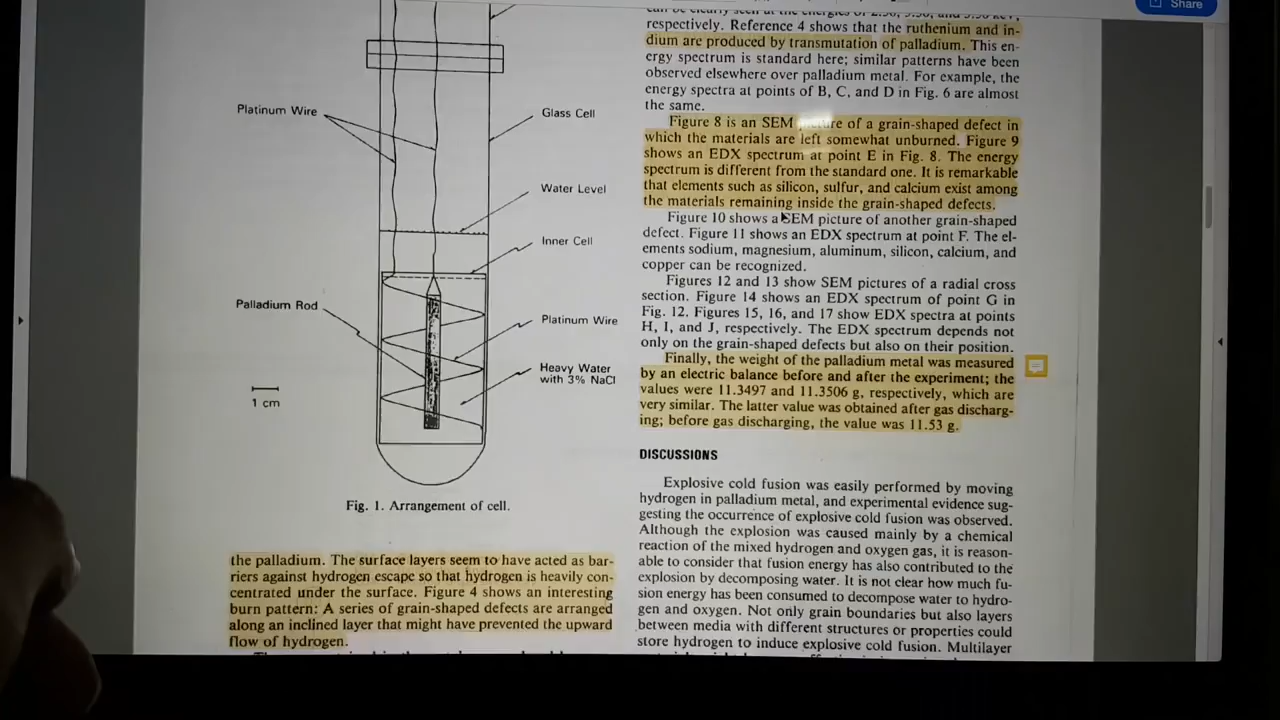 Share
Platinum Wire
Glass Cell
Water Level
Inner Cell
Palladium Rod
Platinum Wire
Heavy Water
with 3% NaCl
1 cm
Fig. 1. Arrangement of cell.
the palladium. The surface layers seem to have acted as bar-
riers against hydrogen escape so that hydrogen is heavily con-
centrated under the surface. Figure 4 shows an interesting
burn pattern: A series of grain-shaped defects are arranged
along an inclined layer that might have prevented the upward
flow of hydrogen.
respectively. Reference 4 shows that the ruthenium and in-
dium are produced by transmutation of palladium. This en-
ergy spectrum is standard here; similar patterns have been
observed elsewhere over palladium metal. For example, the
energy spectra at points of B, C, and D in Fig. 6 are almost
the same.
Figure 8 is an SEM picture of a grain-shaped defect in
which the materials are left somewhat unburned. Figure 9
shows an EDX spectrum at point E in Fig. 8. The energy
spectrum is different from the standard one. It is remarkable
that elements such as silicon, sulfur, and calcium exist among
the materials remaining inside the grain-shaped defects.
Figure 10 shows a SEM picture of another grain-shaped
defect. Figure 11 shows an EDX spectrum at point F. The el-
ements sodium, magnesium, aluminum, silicon, calcium, and
copper can be recognized.
Figures 12 and 13 show SEM pictures of a radial cross
section. Figure 14 shows an EDX spectrum of point G in
Fig. 12. Figures 15, 16, and 17 show EDX spectra at points
H, I, and J, respectively. The EDX spectrum depends not
only on the grain-shaped defects but also on their position.
Finally, the weight of the palladium metal was measured
by an electric balance before and after the experiment; the
values were 11.3497 and 11.3506 g, respectively, which are
very similar. The latter value was obtained after gas discharg-
ing; before gas discharging, the value was 11.53 g.
DISCUSSIONS
Explosive cold fusion was easily performed by moving
hydrogen in palladium metal, and experimental evidence sug-
gesting the occurrence of explosive cold fusion was observed.
Although the explosion was caused mainly by a chemical
reaction of the mixed hydrogen and oxygen gas, it is reason-
able to consider that fusion energy has also contributed to the
explosion by decomposing water. It is not clear how much fu-
sion energy has been consumed to decompose water to hydro-
gen and oxygen. Not only grain boundaries but also layers
between media with different structures or properties could
store hydrogen to induce explosive cold fusion. Multilayer